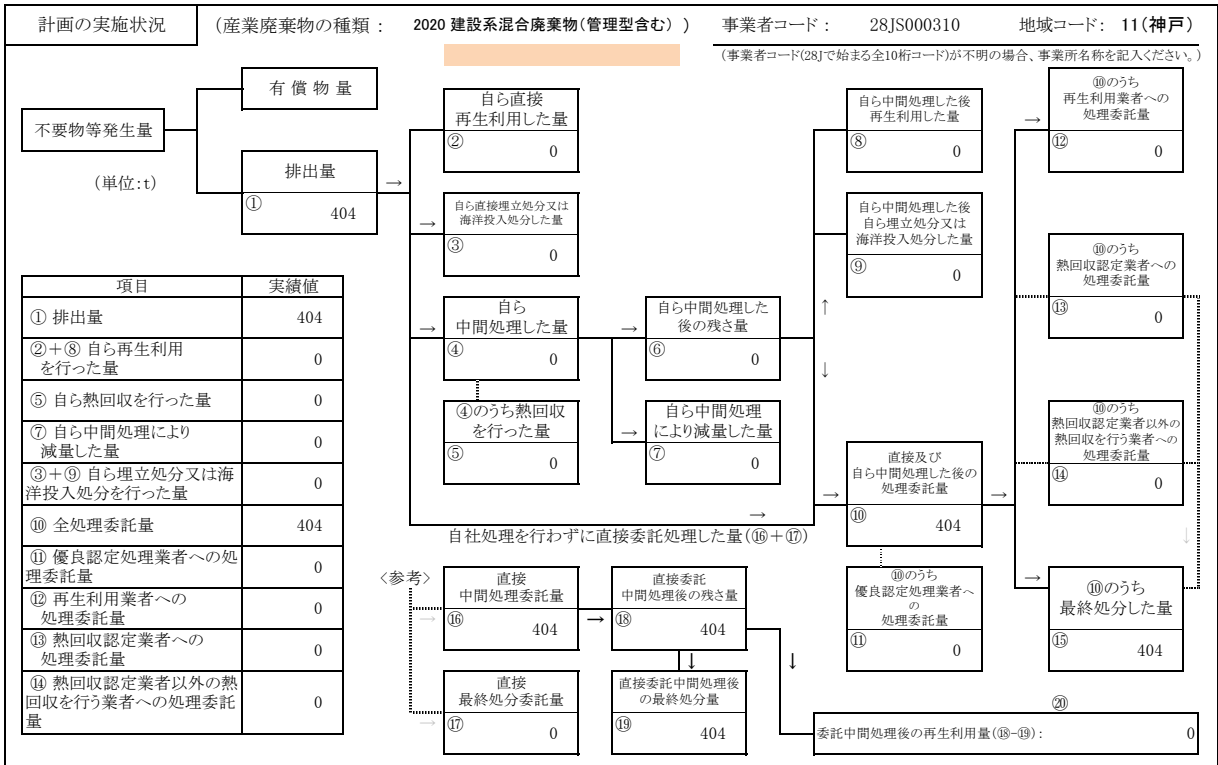 計画の実施状況
(産業廃棄物の種類： 2020 建設系混合廃棄物(管理型含む) )
事業者コード： 28JS000310
地域コード： 11(神戸)
(事業者コード(28Jで始まる全10桁コード)が不明の場合、事業所名称を記入ください。)
不要物等発生量
(単位:t)
有償物量
排出量
① 404
→
自ら直接
再生利用した量
② 0
→
自ら直接埋立処分又は
海洋投入処分した量
③ 0
→
自ら
中間処理した量
④ 0
④のうち熱回収
を行った量
⑤ 0
→
自ら中間処理した
後の残さ量
⑥ 0
→
自ら中間処理
により減量した量
⑦ 0
自ら中間処理した後
再生利用した量
⑧ 0
自ら中間処理した後
自ら埋立処分又は
海洋投入処分した量
⑨ 0
↑
↓
→
直接及び
自ら中間処理した後の
処理委託量
⑩ 404
→
⑩のうち
優良認定処理業者へ
の
処理委託量
⑪ 0
→
⑩のうち
再生利用業者への
処理委託量
⑫ 0
⑩のうち
熱回収認定業者への
処理委託量
⑬ 0
⑩のうち
熱回収認定業者以外の
熱回収を行う業者への
処理委託量
⑭ 0
↓
→
⑩のうち
最終処分した量
⑮ 404
→
自社処理を行わずに直接委託処理した量(⑯+⑰)
項目 実績値
① 排出量 404
②+⑧ 自ら再生利用
を行った量 0
⑤ 自ら熱回収を行った量 0
⑦ 自ら中間処理により
減量した量 0
③+⑨ 自ら埋立処分又は海
洋投入処分を行った量 0
⑩ 全処理委託量 404
⑪ 優良認定処理業者への処
理委託量 0
⑫ 再生利用業者への
処理委託量 0
⑬ 熱回収認定業者への
処理委託量 0
⑭ 熱回収認定業者以外の熱
回収を行う業者への処理委託
量 0
〈参考〉
→
直接
中間処理委託量
⑯ 404
→
直接委託
中間処理後の残さ量
⑱ 404
→
直接
最終処分委託量
⑰ 0
↓
直接委託中間処理後
の最終処分量
⑲ 404
↓
⑳
委託中間処理後の再生利用量(⑱-⑲)： 0